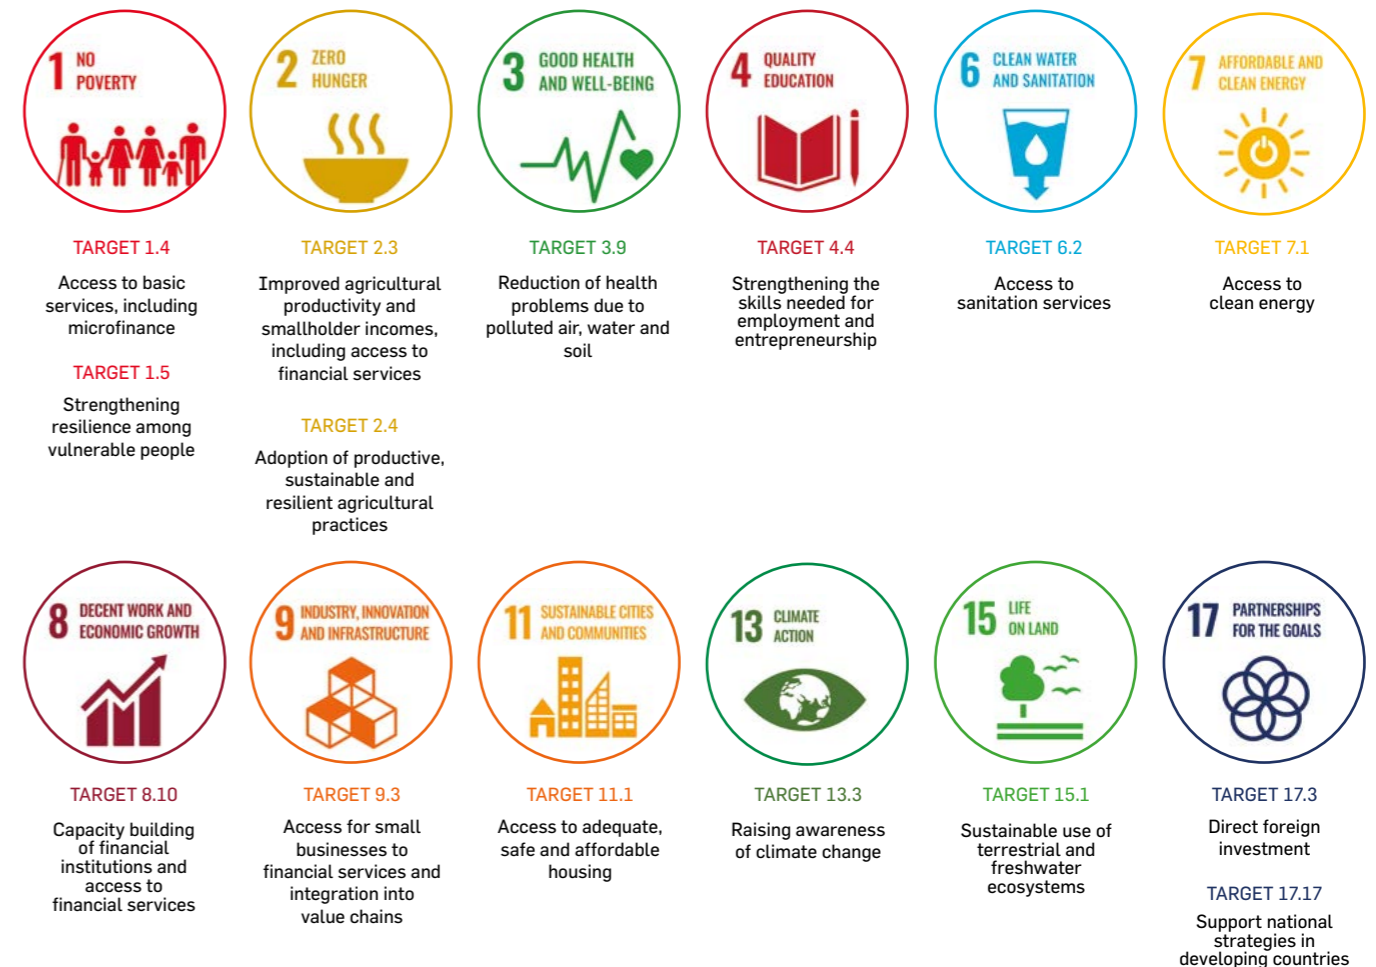 1 NO
POVERTY
TARGET 1.4
Access to basic
services, including
microfinance
TARGET 1.5
Strengthening
resilience among
vulnerable people
2 ZERO
HUNGER
TARGET 2.3
Improved agricultural
productivity and
smallholder incomes,
including access to
financial services
TARGET 2.4
Adoption of productive,
sustainable and
resilient agricultural
practices
3 GOOD HEALTH
AND WELL-BEING
TARGET 3.9
Reduction of health
problems due to
polluted air, water and
soil
4 QUALITY
EDUCATION
TARGET 4.4
Strengthening the
skills needed for
employment and
entrepreneurship
6 CLEAN WATER
AND SANITATION
TARGET 6.2
Access to
sanitation services
7 AFFORDABLE AND
CLEAN ENERGY
TARGET 7.1
Access to
clean energy
8 DECENT WORK AND
ECONOMIC GROWTH
TARGET 8.10
Capacity building
of financial
institutions and
access to
financial services
9 INDUSTRY, INNOVATION
AND INFRASTRUCTURE
TARGET 9.3
Access for small
businesses to
financial services and
integration into
value chains
11 SUSTAINABLE CITIES
AND COMMUNITIES
TARGET 11.1
Access to adequate,
safe and affordable
housing
13 CLIMATE
ACTION
TARGET 13.3
Raising awareness
of climate change
15 LIFE
ON LAND
TARGET 15.1
Sustainable use of
terrestrial and
freshwater
ecosystems
17 PARTNERSHIPS
FOR THE GOALS
TARGET 17.3
Direct foreign
investment
TARGET 17.17
Support national
strategies in
developing countries